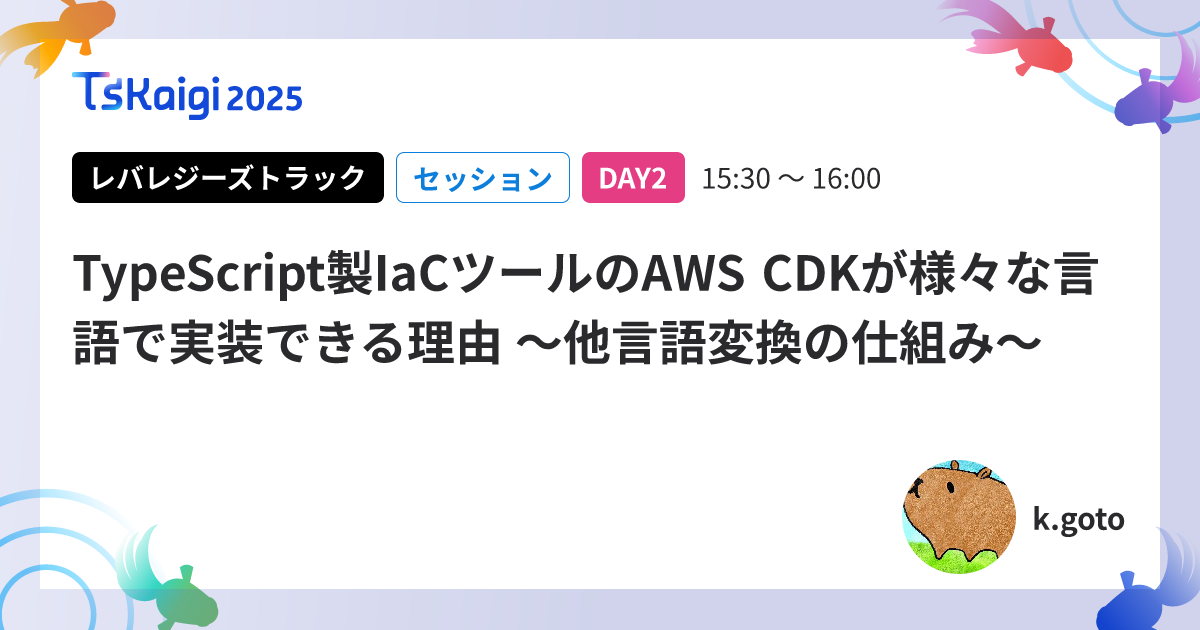 TsKaigi 2025
レバレジーズトラック セッション DAY2 15:30 〜 16:00
TypeScript製IaCツールのAWS CDKが様々な言
語で実装できる理由 〜他言語変換の仕組み〜
k.goto